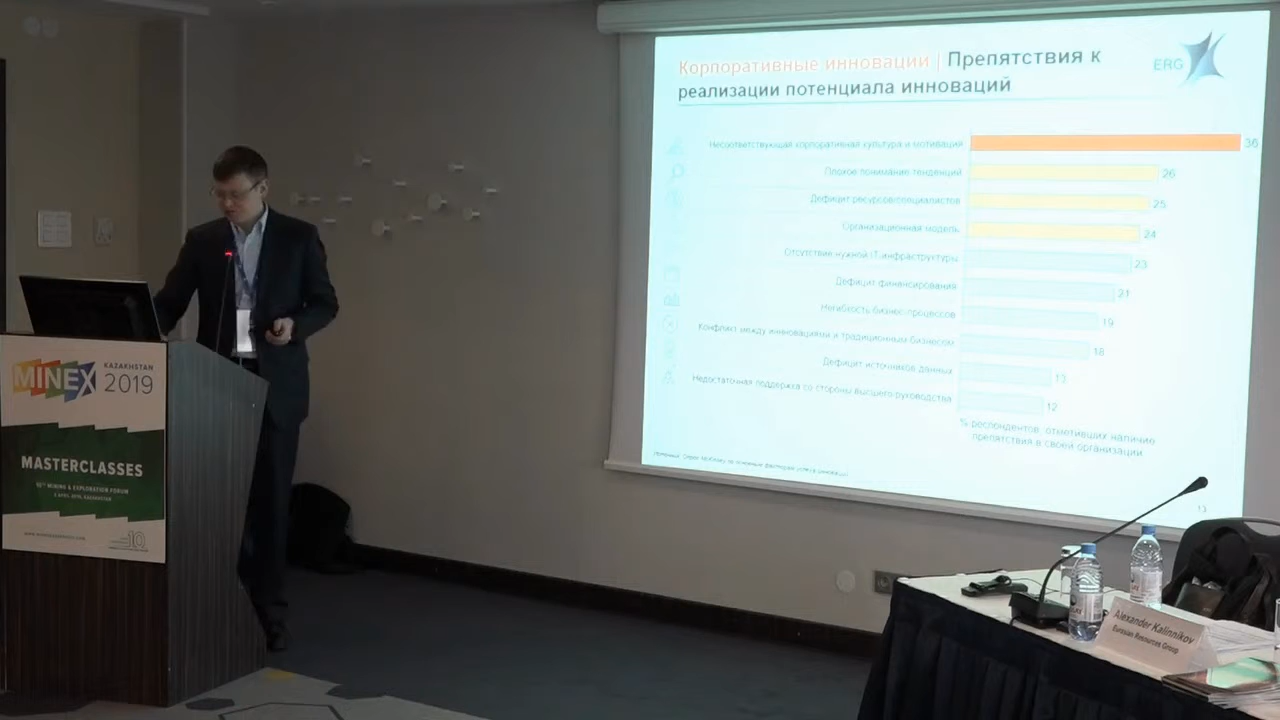 Корпоративные инновации | Препятствия к
реализации потенциала инноваций
ERG
Несоответствующая корпоративная культура и мотивация
36
Плохое понимание тенденций
26
Дефицит ресурсов/специалистов
25
Организационная модель
24
Отсутствие нужной IT-инфраструктуры
23
Дефицит финансирования
21
Негибкость бизнес-процессов
19
Конфликт между инновациями и традиционным бизнесом
18
Дефицит источников данных
13
Недостаточная поддержка со стороны высшего руководства
12
% респондентов, отметивших наличие
препятствия в своей организации
13
MINEX
KAZAKHSTAN
2019
MASTERCLASSES
10
Alexander Kalinnikov
Eurasian Resources Group